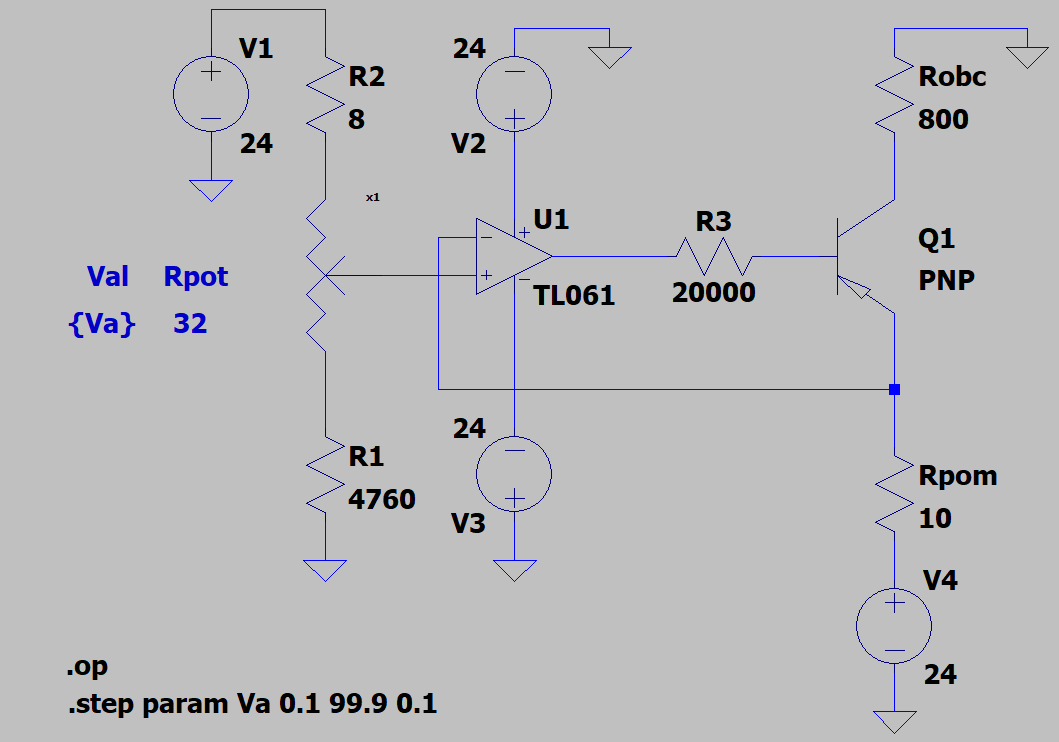 V1
24
R2
8
24
V2
Robc
800
x1
U1
TL061
R3
20000
Q1
PNP
Val Rpot
{Va} 32
R1
4760
24
V3
Rpom
10
V4
24
.op
.step param Va 0.1 99.9 0.1